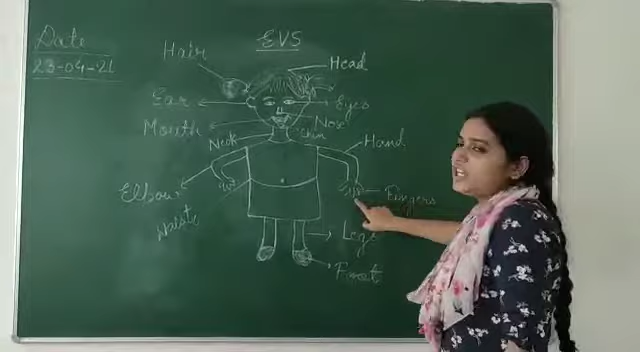 Date
23-04-21
EVS
Hair
Head
Ear
Eyes
Mouth
Nose
Chin
Neck
Hand
Elbow
Fingers
Waist
Legs
Foot